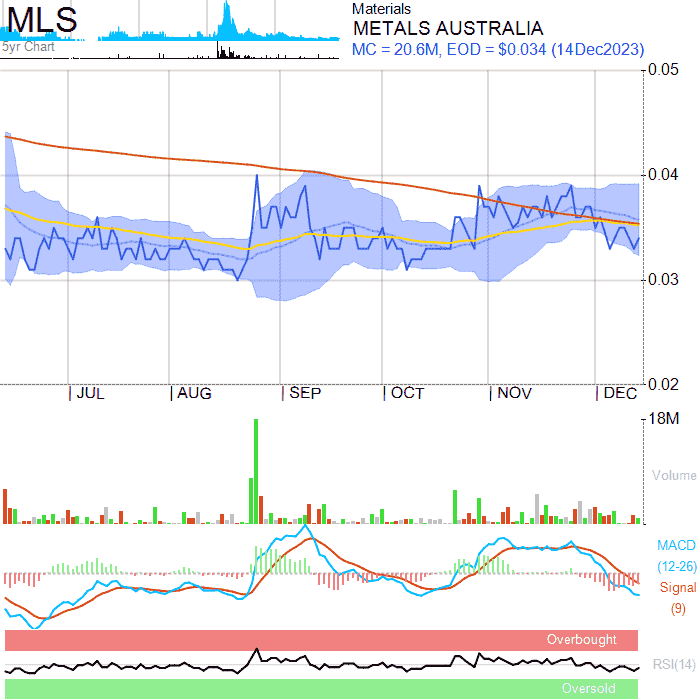 MLS
5yr Chart
Materials
METALS AUSTRALIA
MC = 20.6M, EOD = $0.034 (14Dec2023)
0.05
0.04
0.03
0.02
JUL AUG SEP OCT NOV DEC
18M
Volume
MACD
(12-26)
Signal
(9)
Overbought
RSI(14)
Oversold